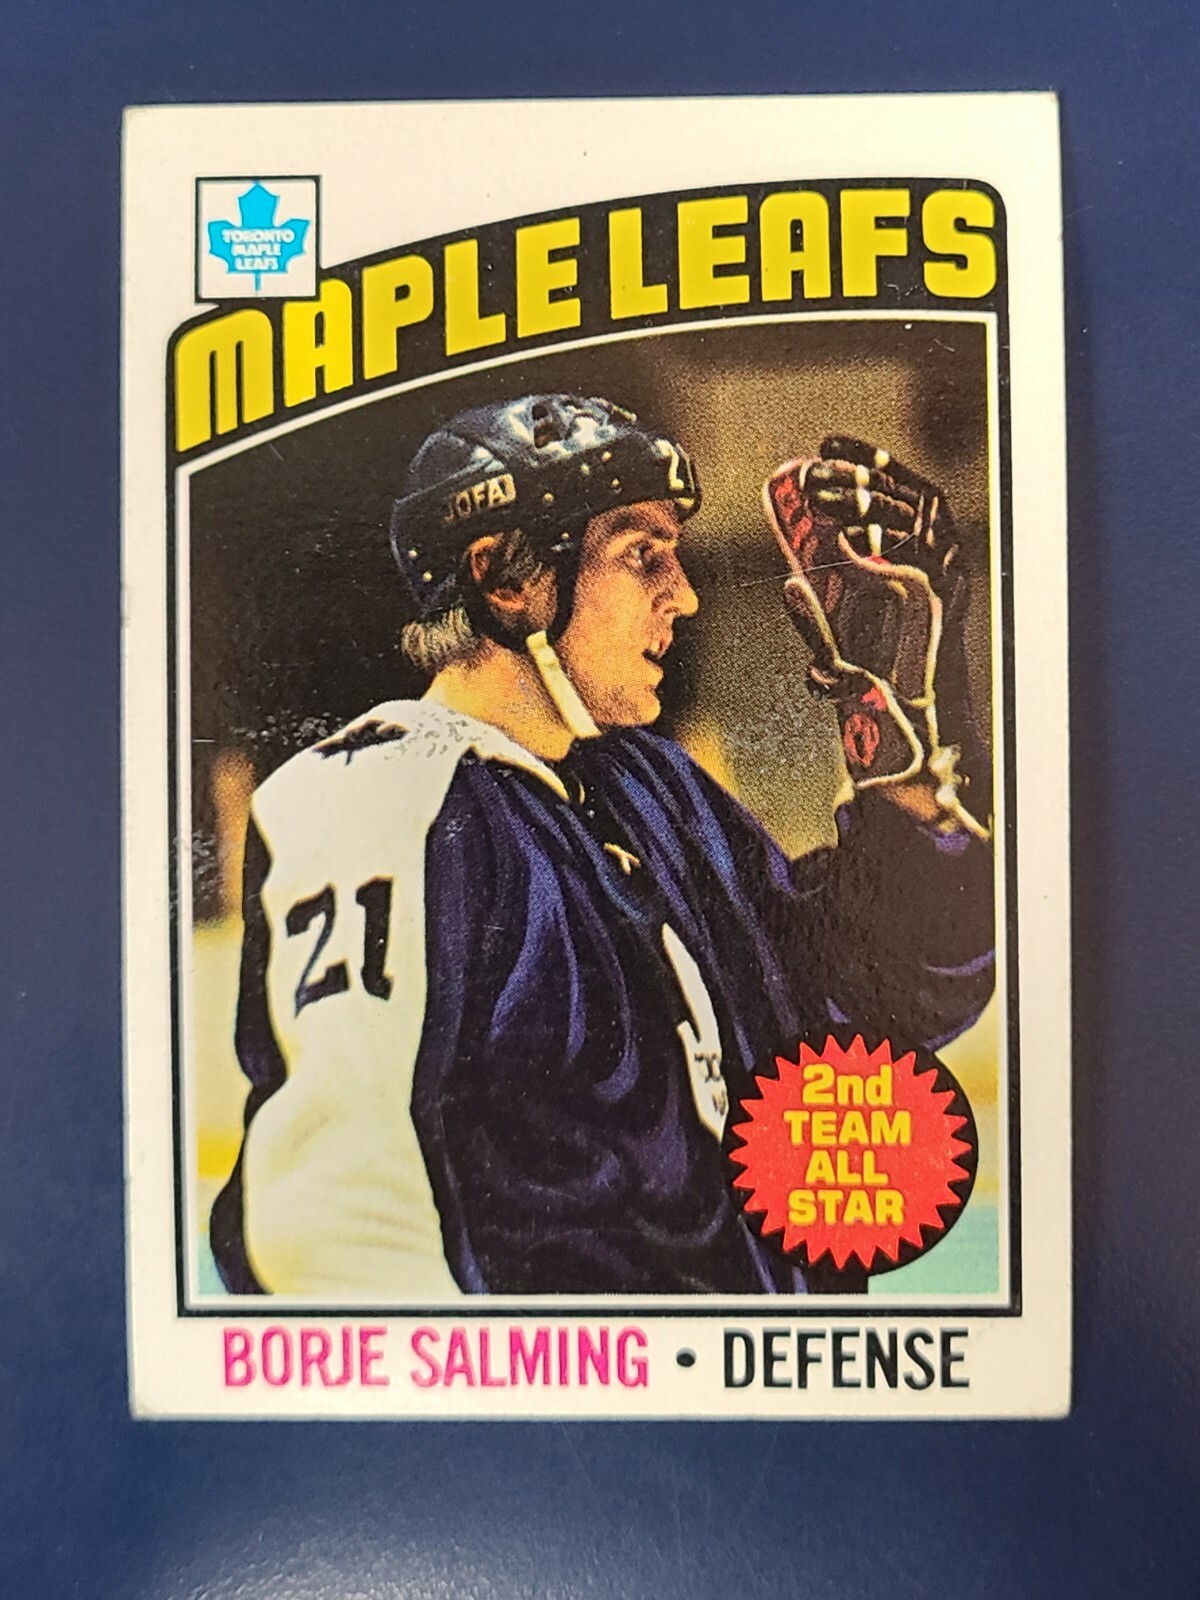 TORONTO
MAPLE
LEAFS
MAPLE LEAFS
JOFA
21
21
2nd
TEAM
ALL
STAR
BORJE SALMING • DEFENSE